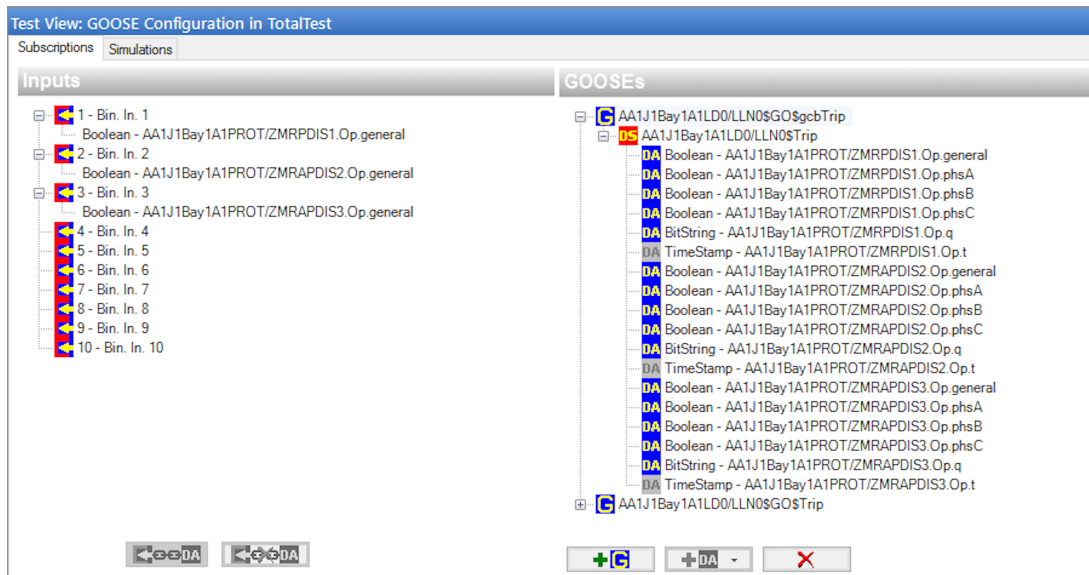 Test View: GOOSE Configuration in TotalTest
Subscriptions Simulations
Inputs
1 - Bin. In. 1
Boolean - AA1J1Bay1A1PROT/ZMRPDIS1.Op.general
2 - Bin. In. 2
Boolean - AA1J1Bay1A1PROT/ZMRAPDIS2.Op.general
3 - Bin. In. 3
Boolean - AA1J1Bay1A1PROT/ZMRAPDIS3.Op.general
4 - Bin. In. 4
5 - Bin. In. 5
6 - Bin. In. 6
7 - Bin. In. 7
8 - Bin. In. 8
9 - Bin. In. 9
10 - Bin. In. 10
DA DA
GOOSEs
G AA1J1Bay1A1LD0/LLN0$GO$gcbTrip
DS AA1J1Bay1A1LD0/LLN0$Trip
DA Boolean - AA1J1Bay1A1PROT/ZMRPDIS1.Op.general
DA Boolean - AA1J1Bay1A1PROT/ZMRPDIS1.Op.phsA
DA Boolean - AA1J1Bay1A1PROT/ZMRPDIS1.Op.phsB
DA Boolean - AA1J1Bay1A1PROT/ZMRPDIS1.Op.phsC
DA BitString - AA1J1Bay1A1PROT/ZMRPDIS1.Op.q
DA TimeStamp - AA1J1Bay1A1PROT/ZMRPDIS1.Op.t
DA Boolean - AA1J1Bay1A1PROT/ZMRAPDIS2.Op.general
DA Boolean - AA1J1Bay1A1PROT/ZMRAPDIS2.Op.phsA
DA Boolean - AA1J1Bay1A1PROT/ZMRAPDIS2.Op.phsB
DA Boolean - AA1J1Bay1A1PROT/ZMRAPDIS2.Op.phsC
DA BitString - AA1J1Bay1A1PROT/ZMRAPDIS2.Op.q
DA TimeStamp - AA1J1Bay1A1PROT/ZMRAPDIS2.Op.t
DA Boolean - AA1J1Bay1A1PROT/ZMRAPDIS3.Op.general
DA Boolean - AA1J1Bay1A1PROT/ZMRAPDIS3.Op.phsA
DA Boolean - AA1J1Bay1A1PROT/ZMRAPDIS3.Op.phsB
DA Boolean - AA1J1Bay1A1PROT/ZMRAPDIS3.Op.phsC
DA BitString - AA1J1Bay1A1PROT/ZMRAPDIS3.Op.q
DA TimeStamp - AA1J1Bay1A1PROT/ZMRAPDIS3.Op.t
G AA1J1Bay1A1LD0/LLN0$GO$Trip
+G +DA